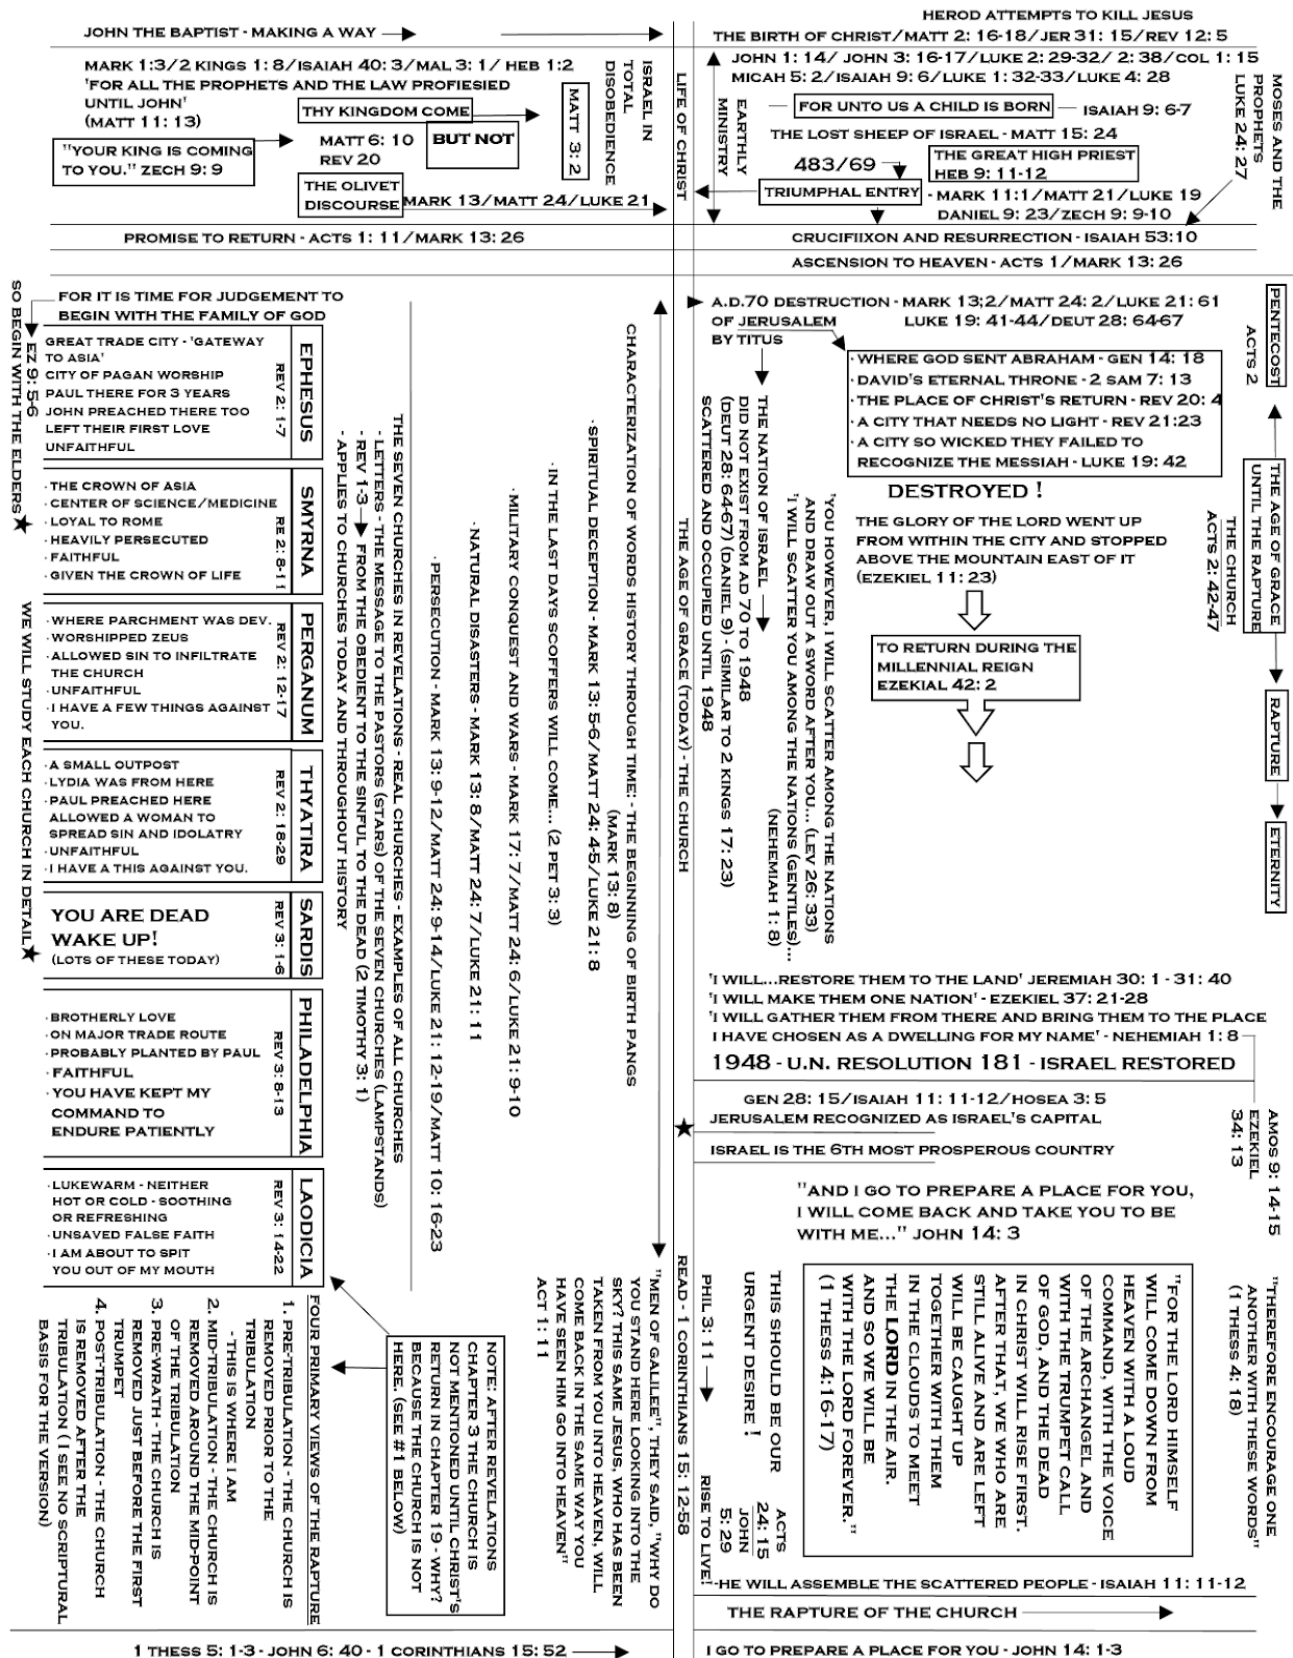 JOHN THE BAPTIST - MAKING A WAY
MARK 1:3/2 KINGS 1: 8/ISAIAH 40: 3/MAL 3: 1/ HEB 1:2
'FOR ALL THE PROPHETS AND THE LAW PROFIESIED
UNTIL JOHN'
(MATT 11: 13)
"YOUR KING IS COMING
TO YOU." ZECH 9: 9
THY KINGDOM COME
MATT 6: 10
REV 20
BUT NOT
MATT 3: 2
ISRAEL IN
TOTAL
DISOBEDIENCE
THE OLIVET
DISCOURSE
MARK 13/MATT 24/LUKE 21
PROMISE TO RETURN - ACTS 1: 11/MARK 13: 26
LIFE OF CHRIST
HEROD ATTEMPTS TO KILL JESUS
THE BIRTH OF CHRIST/MATT 2: 16-18/JER 31: 15/REV 12: 5
JOHN 1: 14/ JOHN 3: 16-17/LUKE 2: 29-32/ 2: 38/COL 1: 15
MICAH 5: 2/ISAIAH 9: 6/LUKE 1: 32-33/LUKE 4: 28
EARTHLY
MINISTRY
FOR UNTO US A CHILD IS BORN
ISAIAH 9: 6-7
THE LOST SHEEP OF ISRAEL - MATT 15: 24
483/69
THE GREAT HIGH PRIEST
HEB 9: 11-12
TRIUMPHAL ENTRY
- MARK 11:1/MATT 21/LUKE 19
DANIEL 9: 23/ZECH 9: 9-10
MOSES AND THE
PROPHETS
LUKE 24: 27
CRUCIFIIXON AND RESURRECTION - ISAIAH 53:10
ASCENSION TO HEAVEN - ACTS 1/MARK 13: 26
FOR IT IS TIME FOR JUDGEMENT TO
BEGIN WITH THE FAMILY OF GOD
EZ 9: 5-6
SO BEGIN WITH THE ELDERS
WE WILL STUDY EACH CHURCH IN DETAIL
EPHESUS
REV 2: 1-7
GREAT TRADE CITY - 'GATEWAY
TO ASIA'
CITY OF PAGAN WORSHIP
PAUL THERE FOR 3 YEARS
JOHN PREACHED THERE TOO
LEFT THEIR FIRST LOVE
UNFAITHFUL
SMYRNA
RE 2: 8-11
· THE CROWN OF ASIA
· CENTER OF SCIENCE/MEDICINE
· LOYAL TO ROME
· HEAVILY PERSECUTED
· FAITHFUL
· GIVEN THE CROWN OF LIFE
PERGANUM
REV 2: 12-17
· WHERE PARCHMENT WAS DEV.
· WORSHIPPED ZEUS
· ALLOWED SIN TO INFILTRATE
THE CHURCH
· UNFAITHFUL
· I HAVE A FEW THINGS AGAINST
YOU.
THYATIRA
REV 2: 18-29
· A SMALL OUTPOST
· LYDIA WAS FROM HERE
· PAUL PREACHED HERE
ALLOWED A WOMAN TO
SPREAD SIN AND IDOLATRY
· UNFAITHFUL
· I HAVE A THIS AGAINST YOU.
SARDIS
REV 3: 1-6
YOU ARE DEAD
WAKE UP!
(LOTS OF THESE TODAY)
PHILADELPHIA
REV 3: 8-13
· BROTHERLY LOVE
· ON MAJOR TRADE ROUTE
· PROBABLY PLANTED BY PAUL
· FAITHFUL
· YOU HAVE KEPT MY
COMMAND TO
ENDURE PATIENTLY
LAODICIA
REV 3: 14-22
· LUKEWARM - NEITHER
HOT OR COLD - SOOTHING
OR REFRESHING
· UNSAVED FALSE FAITH
· I AM ABOUT TO SPIT
YOU OUT OF MY MOUTH
THE SEVEN CHURCHES IN REVELATIONS - REAL CHURCHES - EXAMPLES OF ALL CHURCHES
- LETTERS - THE MESSAGE TO THE PASTORS (STARS) OF THE SEVEN CHURCHES (LAMPSTANDS)
- REV 1-3 FROM THE OBEDIENT TO THE SINFUL TO THE DEAD (2 TIMOTHY 3: 1)
- APPLIES TO CHURCHES TODAY AND THROUGHOUT HISTORY
CHARACTERIZATION OF WORDS HISTORY THROUGH TIME: - THE BEGINNING OF BIRTH PANGS
(MARK 13: 8)
· SPIRITUAL DECEPTION - MARK 13: 5-6/MATT 24: 4-5/LUKE 21: 8
· IN THE LAST DAYS SCOFFERS WILL COME... (2 PET 3: 3)
· MILITARY CONQUEST AND WARS - MARK 17: 7/MATT 24: 6/LUKE 21: 9-10
· NATURAL DISASTERS - MARK 13: 8/MATT 24: 7/LUKE 21: 11
· PERSECUTION - MARK 13: 9-12/MATT 24: 9-14/LUKE 21: 12-19/MATT 10: 16-23
THE AGE OF GRACE (TODAY) - THE CHURCH
A.D.70 DESTRUCTION - MARK 13;2/MATT 24: 2/LUKE 21: 61
OF JERUSALEM
LUKE 19: 41-44/DEUT 28: 64-67
BY TITUS
· WHERE GOD SENT ABRAHAM - GEN 14: 18
· DAVID'S ETERNAL THRONE - 2 SAM 7: 13
· THE PLACE OF CHRIST'S RETURN - REV 20: 4
· A CITY THAT NEEDS NO LIGHT - REV 21:23
· A CITY SO WICKED THEY FAILED TO
RECOGNIZE THE MESSIAH - LUKE 19: 42
DESTROYED !
THE GLORY OF THE LORD WENT UP
FROM WITHIN THE CITY AND STOPPED
ABOVE THE MOUNTAIN EAST OF IT
(EZEKIEL 11: 23)
TO RETURN DURING THE
MILLENNIAL REIGN
EZEKIAL 42: 2
THE NATION OF ISRAEL
DID NOT EXIST FROM AD 70 TO 1948
(DEUT 28: 64-67) (DANIEL 9) - (SIMILAR TO 2 KINGS 17: 23)
SCATTERED AND OCCUPIED UNTIL 1948
'YOU HOWEVER, I WILL SCATTER AMONG THE NATIONS
AND DRAW OUT A SWORD AFTER YOU... (LEV 26: 33)
'I WILL SCATTER YOU AMONG THE NATIONS (GENTILES)...
(NEHEMIAH 1: 8)
PENTECOST
ACTS 2
THE AGE OF GRACE
UNTIL THE RAPTURE
THE CHURCH
ACTS 2: 42-47
RAPTURE
ETERNITY
'I WILL...RESTORE THEM TO THE LAND' JEREMIAH 30: 1 - 31: 40
'I WILL MAKE THEM ONE NATION' - EZEKIEL 37: 21-28
'I WILL GATHER THEM FROM THERE AND BRING THEM TO THE PLACE
I HAVE CHOSEN AS A DWELLING FOR MY NAME' - NEHEMIAH 1: 8
1948 - U.N. RESOLUTION 181 - ISRAEL RESTORED
GEN 28: 15/ISAIAH 11: 11-12/HOSEA 3: 5
JERUSALEM RECOGNIZED AS ISRAEL'S CAPITAL
ISRAEL IS THE 6TH MOST PROSPEROUS COUNTRY
AMOS 9: 14-15
EZEKIEL
34: 13
"AND I GO TO PREPARE A PLACE FOR YOU,
I WILL COME BACK AND TAKE YOU TO BE
WITH ME..." JOHN 14: 3
"FOR THE LORD HIMSELF
WILL COME DOWN FROM
HEAVEN WITH A LOUD
COMMAND, WITH THE VOICE
OF THE ARCHANGEL AND
WITH THE TRUMPET CALL
OF GOD, AND THE DEAD
IN CHRIST WILL RISE FIRST.
AFTER THAT, WE WHO ARE
STILL ALIVE AND ARE LEFT
WILL BE CAUGHT UP
TOGETHER WITH THEM
IN THE CLOUDS TO MEET
THE LORD IN THE AIR.
AND SO WE WILL BE
WITH THE LORD FOREVER. "
(1 THESS 4:16-17)
"THEREFORE ENCOURAGE ONE
ANOTHER WITH THESE WORDS"
(1 THESS 4: 18)
THIS SHOULD BE OUR
URGENT DESIRE !
ACTS
24: 15
JOHN
5: 29
PHIL 3: 11
RISE TO LIVE!
READ - 1 CORINTHIANS 15: 12-58
"MEN OF GALILEE", THEY SAID, "WHY DO
YOU STAND HERE LOOKING INTO THE
SKY? THIS SAME JESUS, WHO HAS BEEN
TAKEN FROM YOU INTO HEAVEN, WILL
COME BACK IN THE SAME WAY YOU
HAVE SEEN HIM GO INTO HEAVEN"
ACT 1: 11
NOTE: AFTER REVELATIONS
CHAPTER 3 THE CHURCH IS
NOT MENTIONED UNTIL CHRIST'S
RETURN IN CHAPTER 19 - WHY?
BECAUSE THE CHURCH IS NOT
HERE. (SEE # 1 BELOW)
FOUR PRIMARY VIEWS OF THE RAPTURE
1. PRE-TRIBULATION - THE CHURCH IS
REMOVED PRIOR TO THE
TRIBULATION
- THIS IS WHERE I AM
2. MID-TRIBULATION - THE CHURCH IS
REMOVED AROUND THE MID-POINT
OF THE TRIBULATION
3. PRE-WRATH - THE CHURCH IS
REMOVED JUST BEFORE THE FIRST
TRUMPET
4. POST-TRIBULATION - THE CHURCH
IS REMOVED AFTER THE
TRIBULATION ( I SEE NO SCRIPTURAL
BASIS FOR THE VERSION)
-HE WILL ASSEMBLE THE SCATTERED PEOPLE - ISAIAH 11: 11-12
THE RAPTURE OF THE CHURCH
1 THESS 5: 1-3 - JOHN 6: 40 - 1 CORINTHIANS 15: 52
I GO TO PREPARE A PLACE FOR YOU - JOHN 14: 1-3